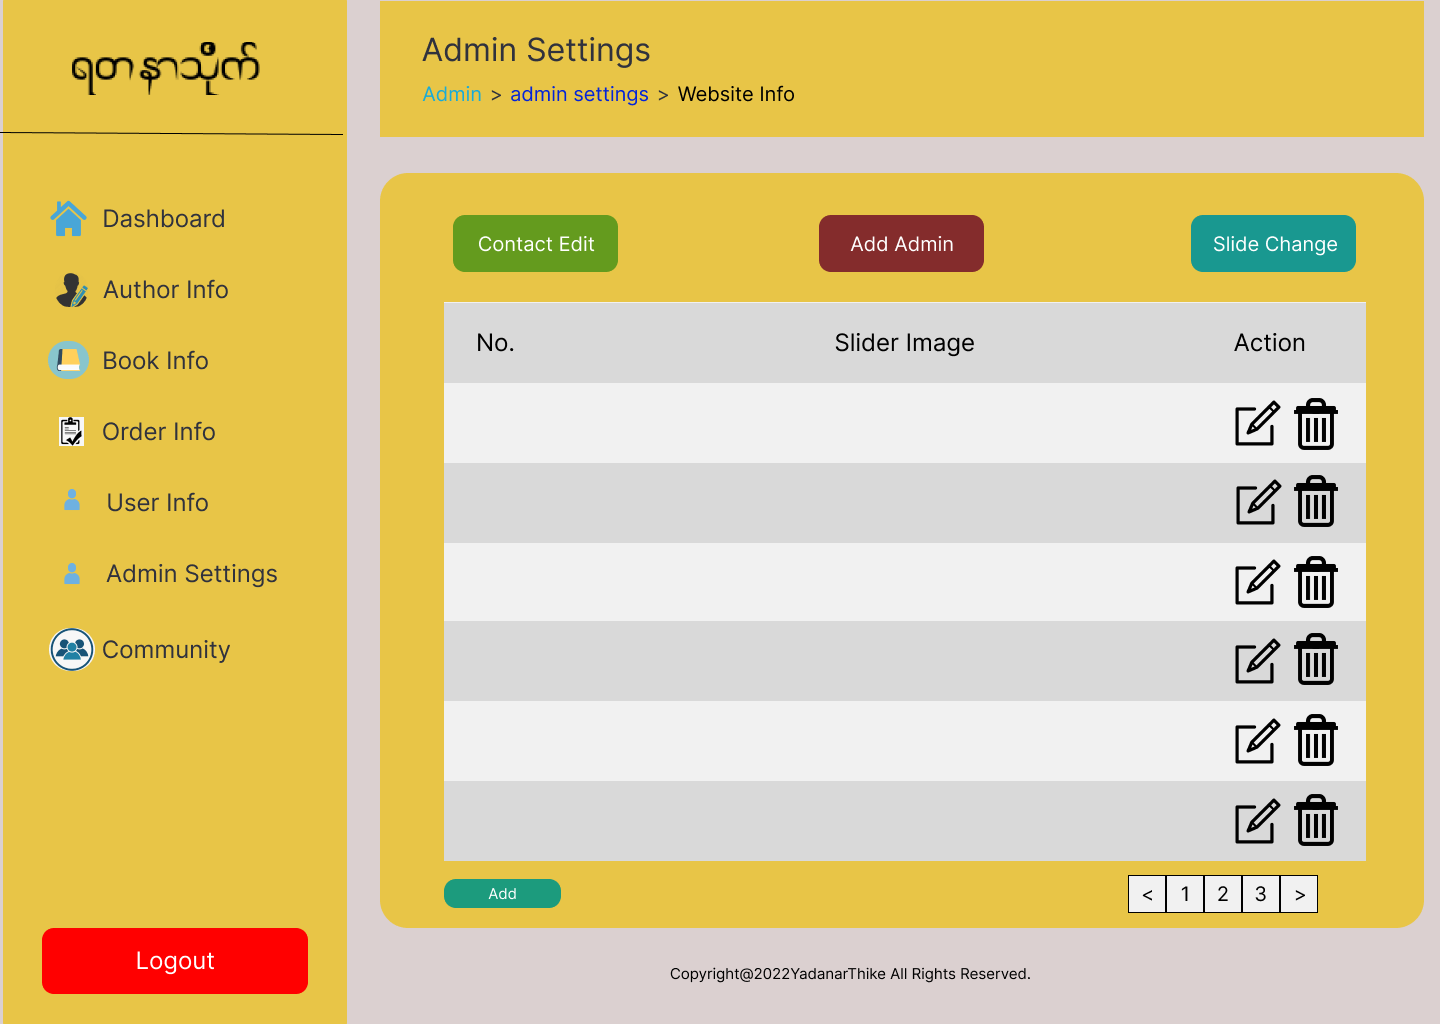 ရတနာသိုက်
Dashboard
Author Info
Book Info
Order Info
User Info
Admin Settings
Community
Logout
Admin Settings
Admin > admin settings > Website Info
Contact Edit
Add Admin
Slide Change
No. Slider Image Action
Add
< 1 2 3 >
Copyright@2022YadanarThike All Rights Reserved.